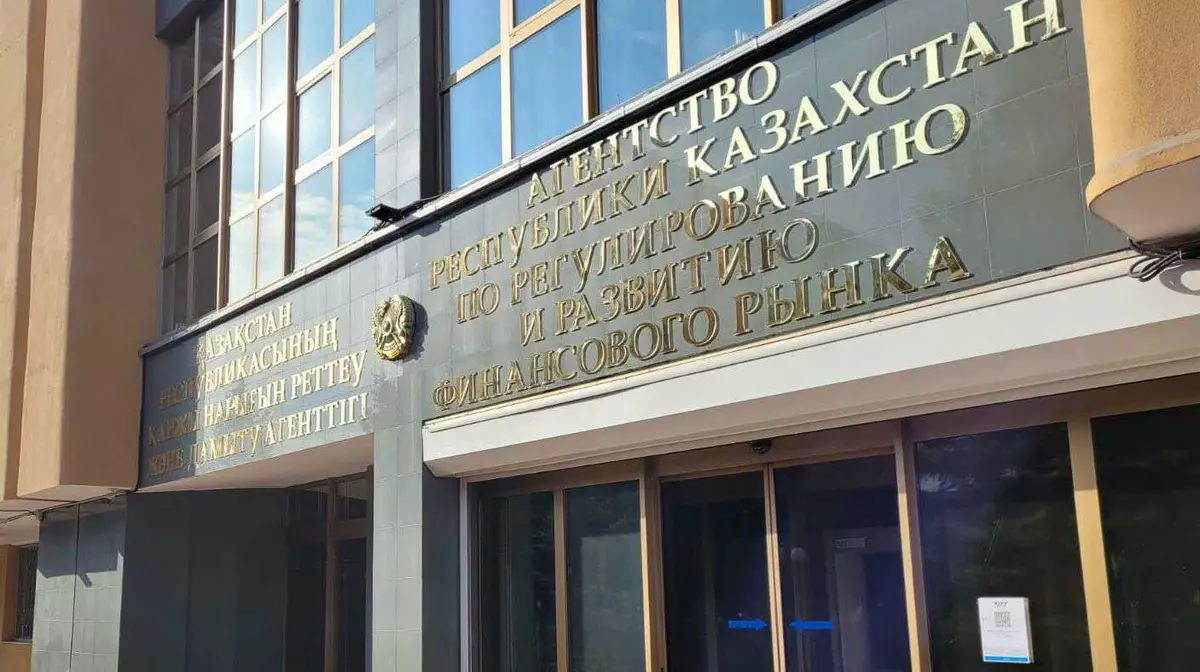 ҚАЗАҚСТАН
РЕСПУБЛИКАСЫНЫҢ
ҚАРЖЫ НАРЫҒЫН РЕТТЕУ
ЖӘНЕ ДАМЫТУ АГЕНТТІГІ
АГЕНТСТВО
РЕСПУБЛИКИ КАЗАХСТАН
ПО РЕГУЛИРОВАНИЮ
И РАЗВИТИЮ
ФИНАНСОВОГО РЫНКА